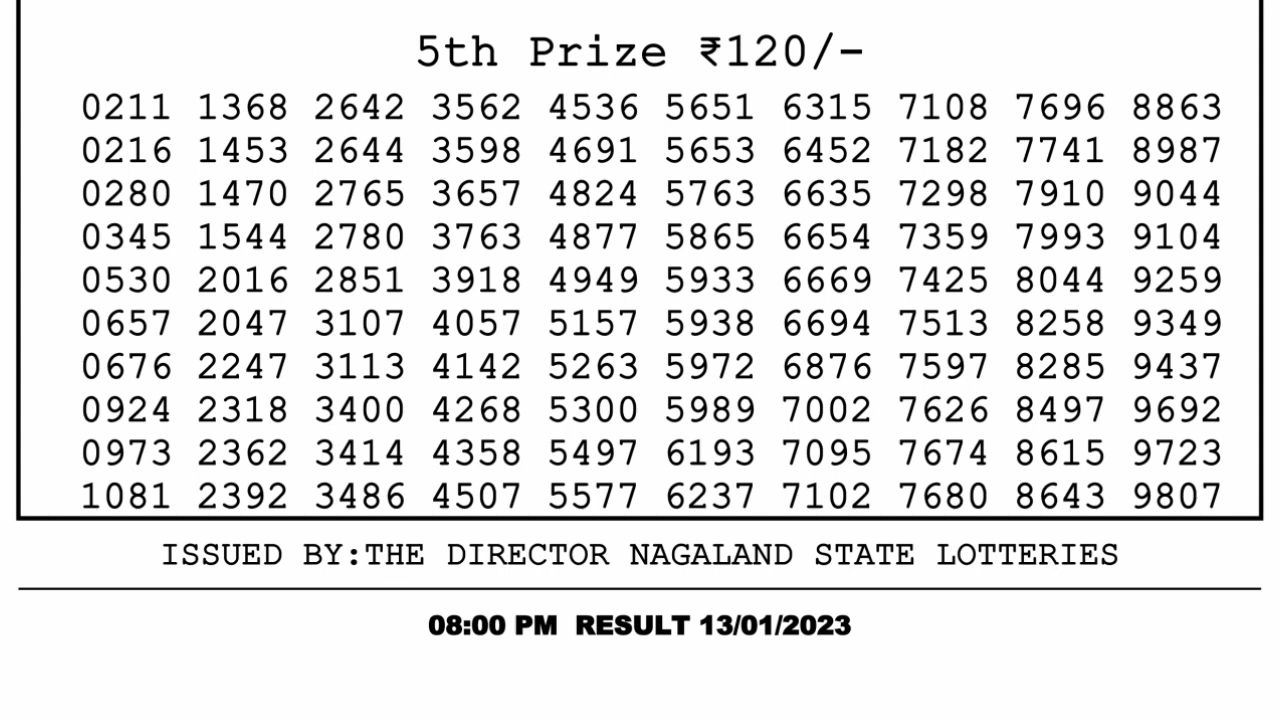 5th Prize ₹120/-
0211 1368 2642 3562 4536 5651 6315 7108 7696 8863
0216 1453 2644 3598 4691 5653 6452 7182 7741 8987
0280 1470 2765 3657 4824 5763 6635 7298 7910 9044
0345 1544 2780 3763 4877 5865 6654 7359 7993 9104
0530 2016 2851 3918 4949 5933 6669 7425 8044 9259
0657 2047 3107 4057 5157 5938 6694 7513 8258 9349
0676 2247 3113 4142 5263 5972 6876 7597 8285 9437
0924 2318 3400 4268 5300 5989 7002 7626 8497 9692
0973 2362 3414 4358 5497 6193 7095 7674 8615 9723
1081 2392 3486 4507 5577 6237 7102 7680 8643 9807
ISSUED BY:THE DIRECTOR NAGALAND STATE LOTTERIES
08:00 PM RESULT 13/01/2023